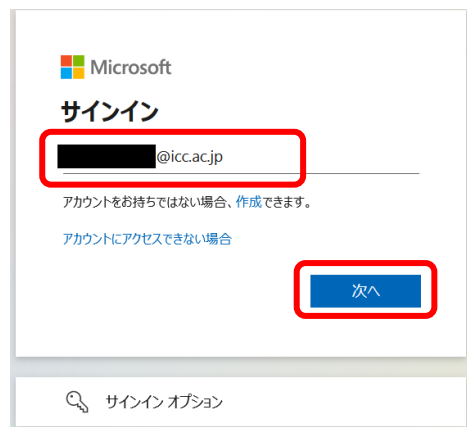 Microsoft
サインイン
@icc.ac.jp
アカウントをお持ちではない場合、作成できます。
アカウントにアクセスできない場合
次へ
サインイン オプション